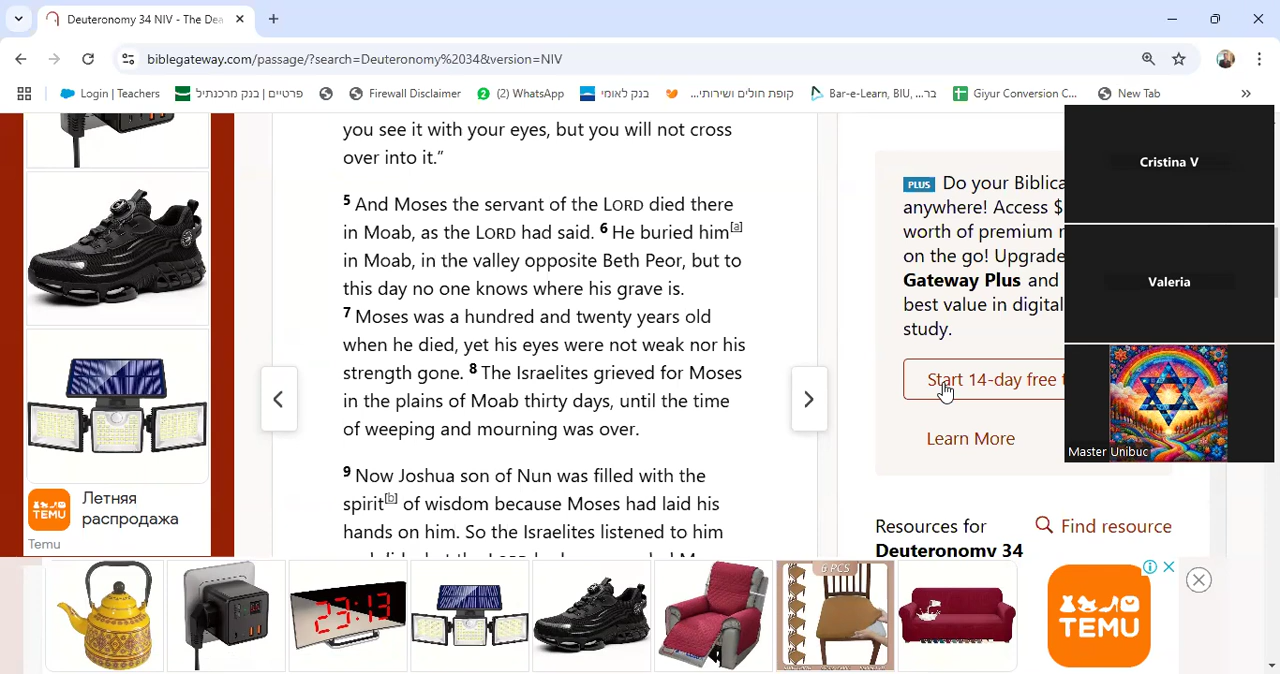 Deuteronomy 34 NIV - The Dea
biblegateway.com/passage/?search=Deuteronomy%2034&version=NIV
Login | Teachers
פרטיים | בנק מרכנתיל
Firewall Disclaimer
(2) WhatsApp
בנק לאומי
קופת חולים ושירותי...
Bar-e-Learn, BIU, ...בר
Giyur Conversion C...
New Tab
»
you see it with your eyes, but you will not cross
over into it.”
5 And Moses the servant of the LORD died there
in Moab, as the LORD had said. 6 He buried him[a]
in Moab, in the valley opposite Beth Peor, but to
this day no one knows where his grave is.
7 Moses was a hundred and twenty years old
when he died, yet his eyes were not weak nor his
strength gone. 8 The Israelites grieved for Moses
in the plains of Moab thirty days, until the time
of weeping and mourning was over.
9 Now Joshua son of Nun was filled with the
spirit[b] of wisdom because Moses had laid his
hands on him. So the Israelites listened to him
PLUS Do your Biblica
anywhere! Access $
worth of premium r
on the go! Upgrade
Gateway Plus and
best value in digital
study.
Start 14-day free t
Learn More
Resources for
Deuteronomy 34
Find resource
Cristina V
Valeria
Master Unibuc
TEMU
Летняя
распродажа
Temu
23:13
6 PCS
TEMU